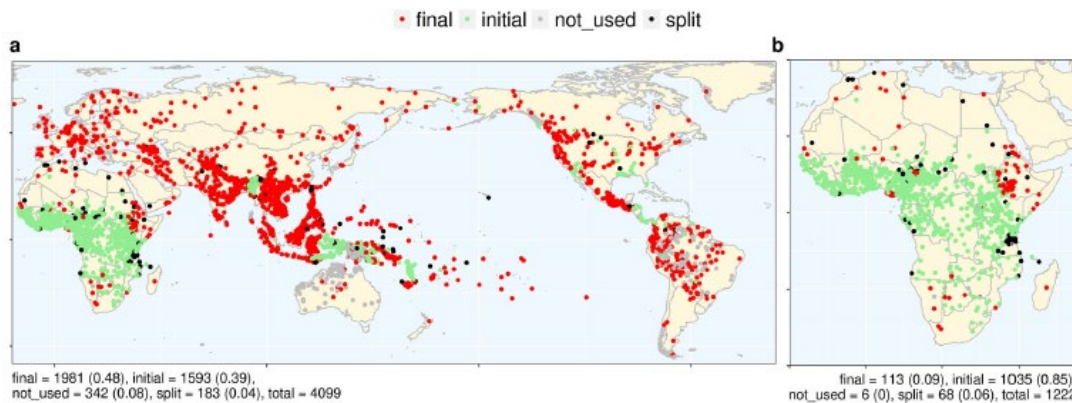 final initial not_used split
a
b
final = 1981 (0.48), initial = 1593 (0.39),
not_used = 342 (0.08), split = 183 (0.04), total = 4099
final = 113 (0.09), initial = 1035 (0.85)
not_used = 6 (0), split = 68 (0.06), total = 1222